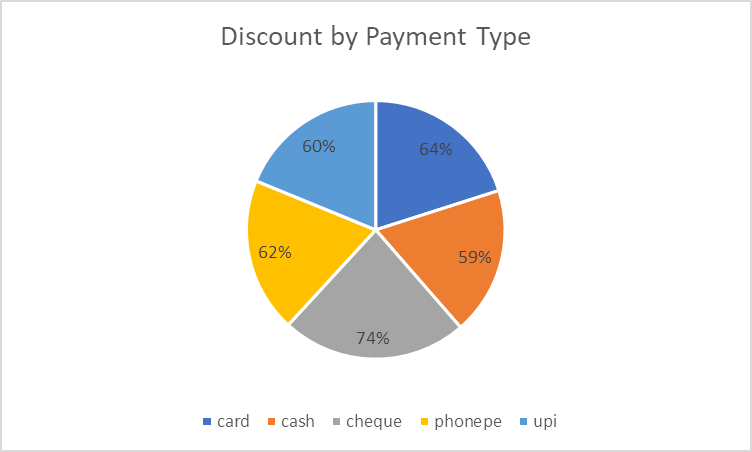 Discount by Payment Type
60%
64%
62%
59%
74%
card cash cheque phonepe upi